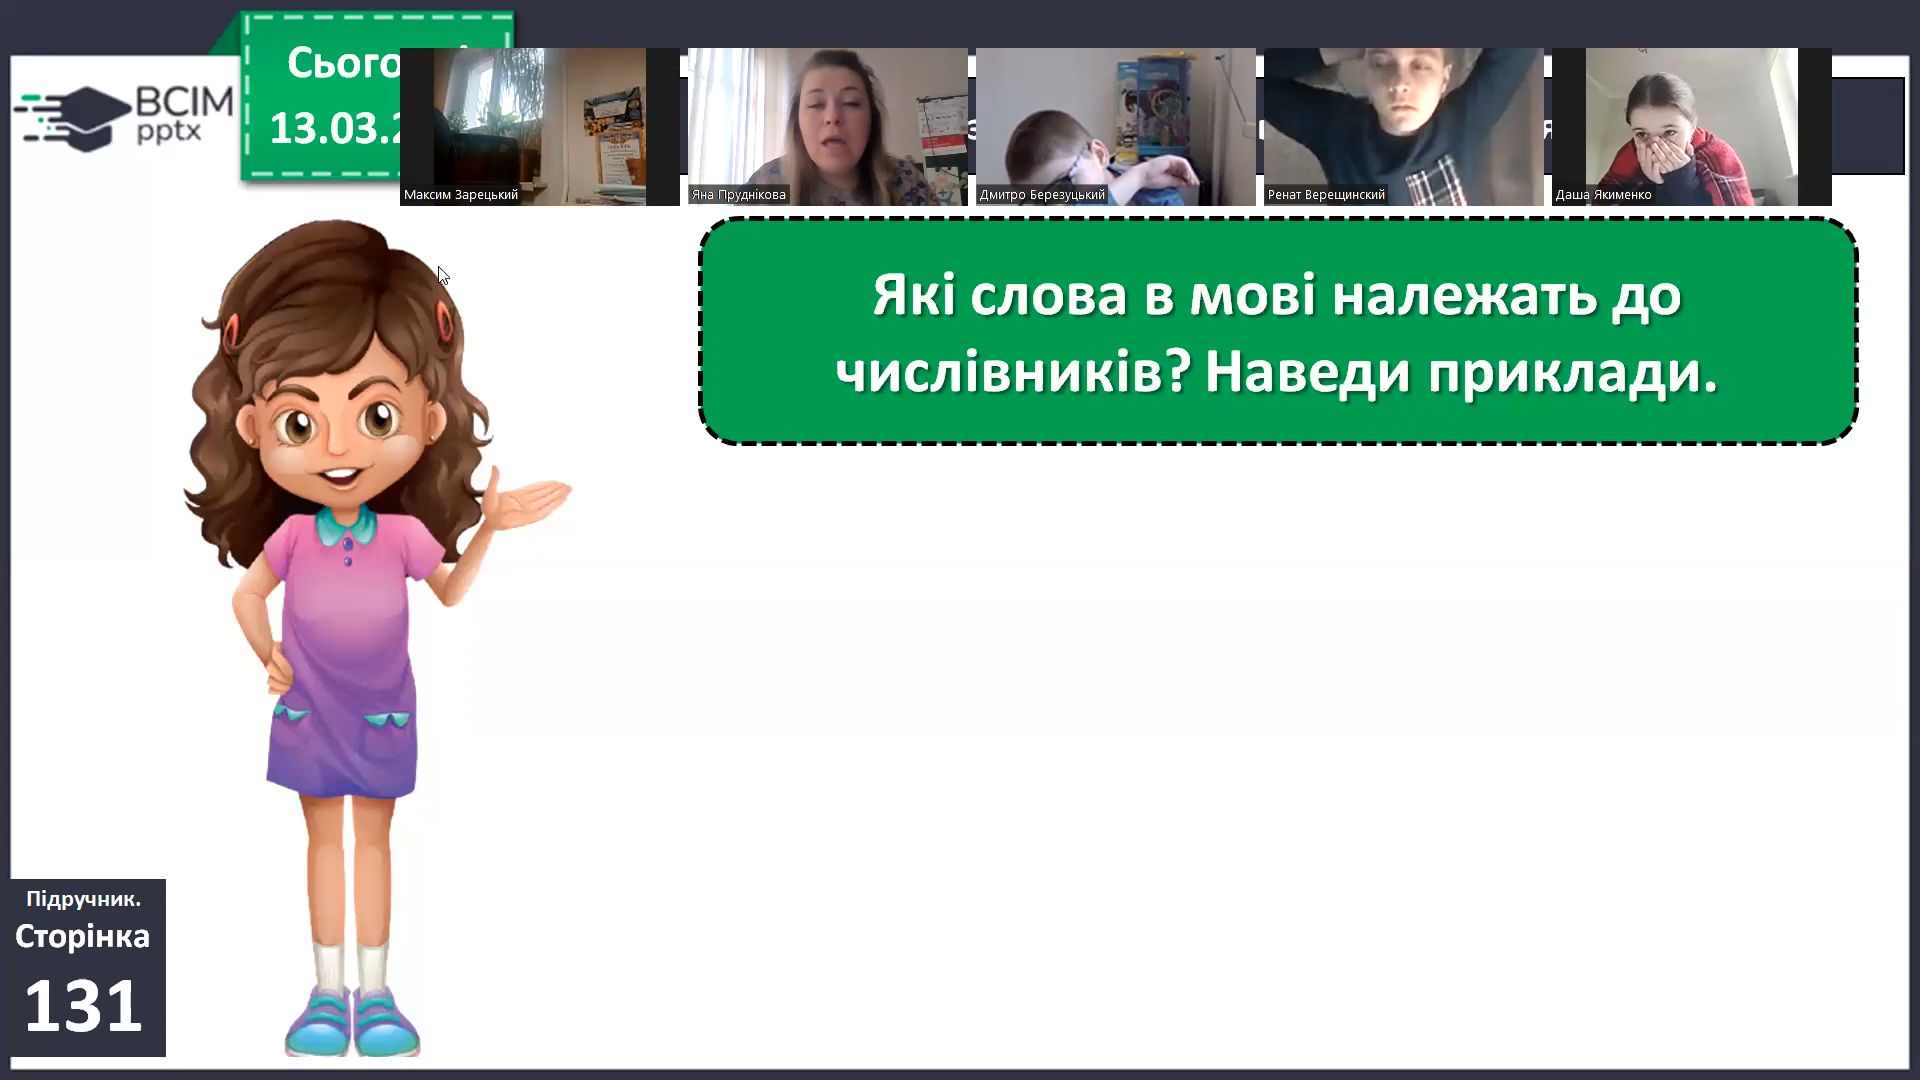 Сього
13.03.2
BCIM
pptx
Максим Зарецький
Яна Пруднікова
Дмитро Березуцький
Ренат Верещинский
Даша Якименко
Які слова в мові належать до
числівників? Наведи приклади.
Підручник.
Сторінка
131